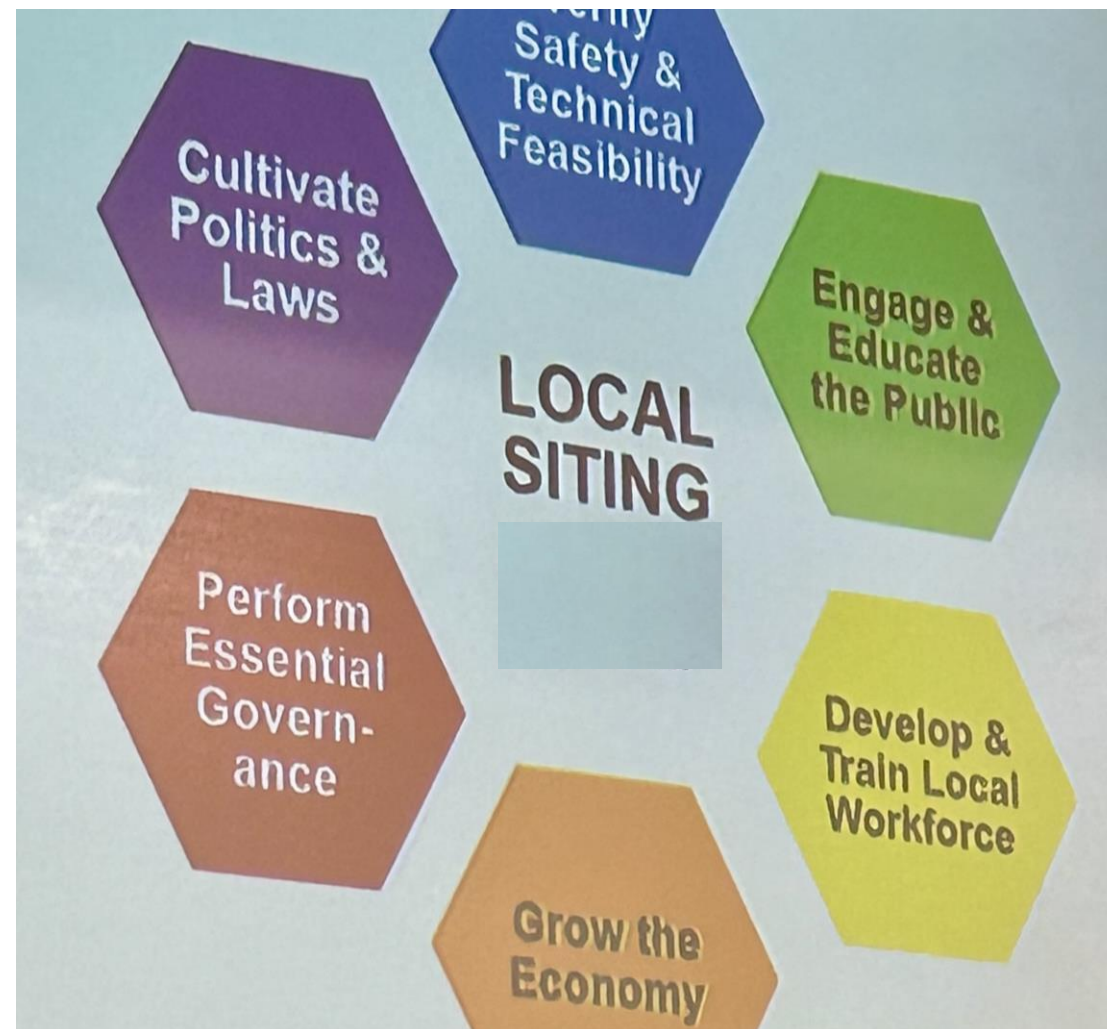 Safety &
Technical
Feasibility
Cultivate
Politics &
Laws
Engage &
Educate
the Public
LOCAL
SITING
Perform
Essential
Govern-
ance
Develop &
Train Local
Workforce
Grow the
Economy